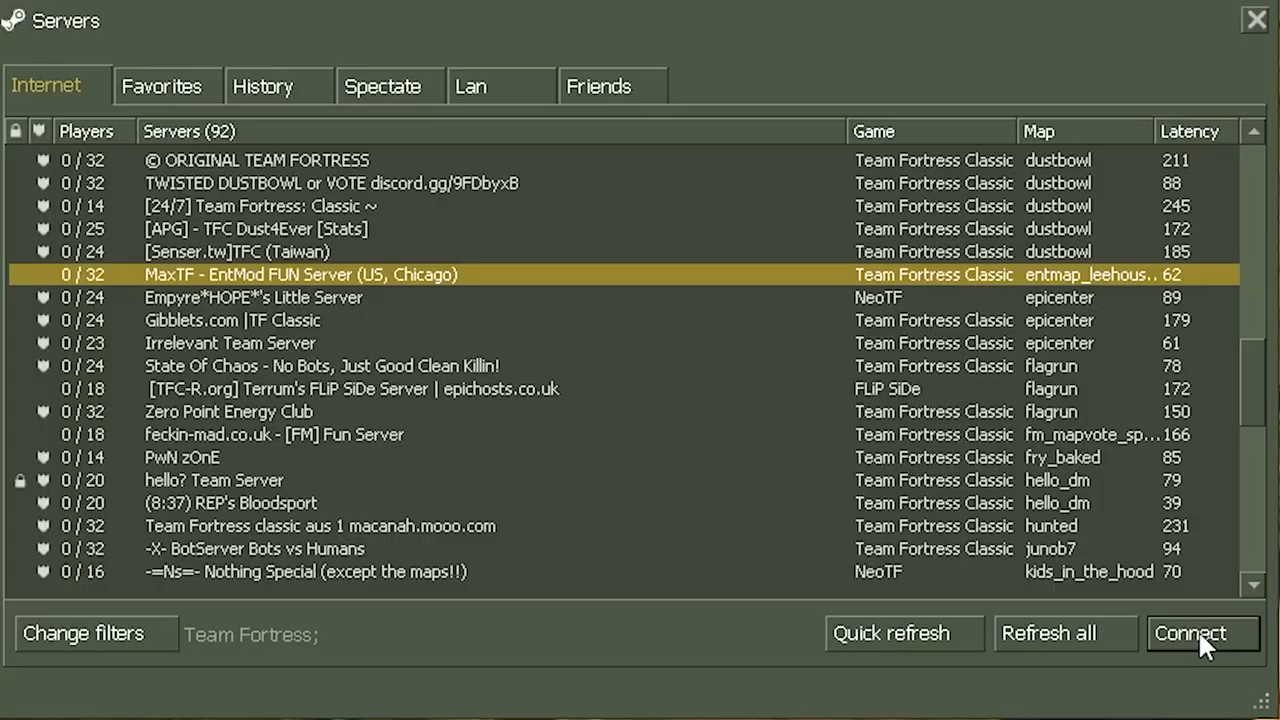 Servers
Internet Favorites History Spectate Lan Friends
Players Servers (92) Game Map Latency
0 / 32 © ORIGINAL TEAM FORTRESS Team Fortress Classic dustbowl 211
0 / 32 TWISTED DUSTBOWL or VOTE discord.gg/9FDbyxB Team Fortress Classic dustbowl 88
0 / 14 [24/7] Team Fortress: Classic ~ Team Fortress Classic dustbowl 245
0 / 25 [APG] - TFC Dust4Ever [Stats] Team Fortress Classic dustbowl 172
0 / 24 [Senser.tw]TFC (Taiwan) Team Fortress Classic dustbowl 185
0 / 32 MaxTF - EntMod FUN Server (US, Chicago) Team Fortress Classic entmap_leehous... 62
0 / 24 Empyre*HOPE*'s Little Server NeoTF epicenter 89
0 / 24 Gibblets.com |TF Classic Team Fortress Classic epicenter 179
0 / 23 Irrelevant Team Server Team Fortress Classic epicenter 61
0 / 24 State Of Chaos - No Bots, Just Good Clean Killin! Team Fortress Classic flagrun 78
0 / 18 [TFC-R.org] Terrum's FLiP SiDe Server | epichosts.co.uk FLiP SiDe flagrun 172
0 / 32 Zero Point Energy Club Team Fortress Classic flagrun 150
0 / 18 feckin-mad.co.uk - [FM] Fun Server Team Fortress Classic fm_mapvote_sp... 166
0 / 14 PwN zOnE Team Fortress Classic fry_baked 85
0 / 20 hello? Team Server Team Fortress Classic hello_dm 79
0 / 20 (8:37) REP's Bloodsport Team Fortress Classic hello_dm 39
0 / 32 Team Fortress classic aus 1 macanah.mooo.com Team Fortress Classic hunted 231
0 / 32 -X- BotServer Bots vs Humans Team Fortress Classic junob7 94
0 / 16 -=Ns=- Nothing Special (except the maps!!) NeoTF kids_in_the_hood 70
Change filters Team Fortress; Quick refresh Refresh all Connect